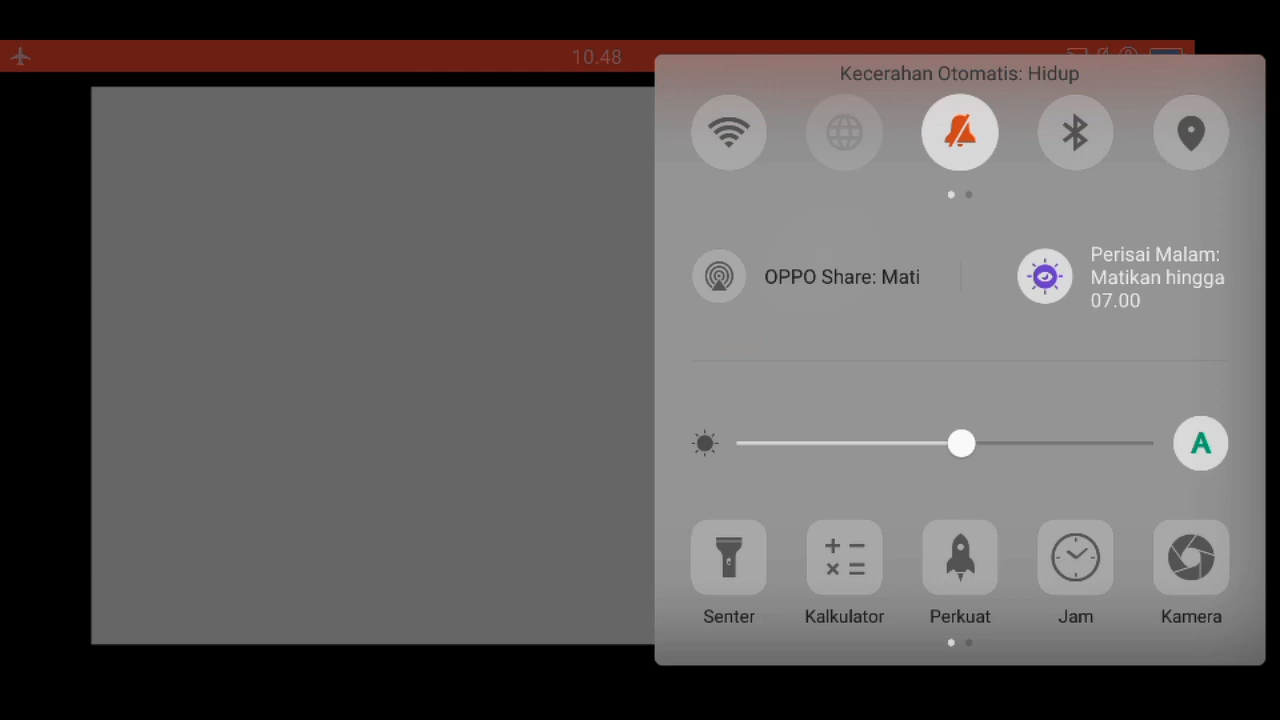 10.48
Kecerahan Otomatis: Hidup
OPPO Share: Mati
Perisai Malam:
Matikan hingga
07.00
A
Senter
Kalkulator
Perkuat
Jam
Kamera